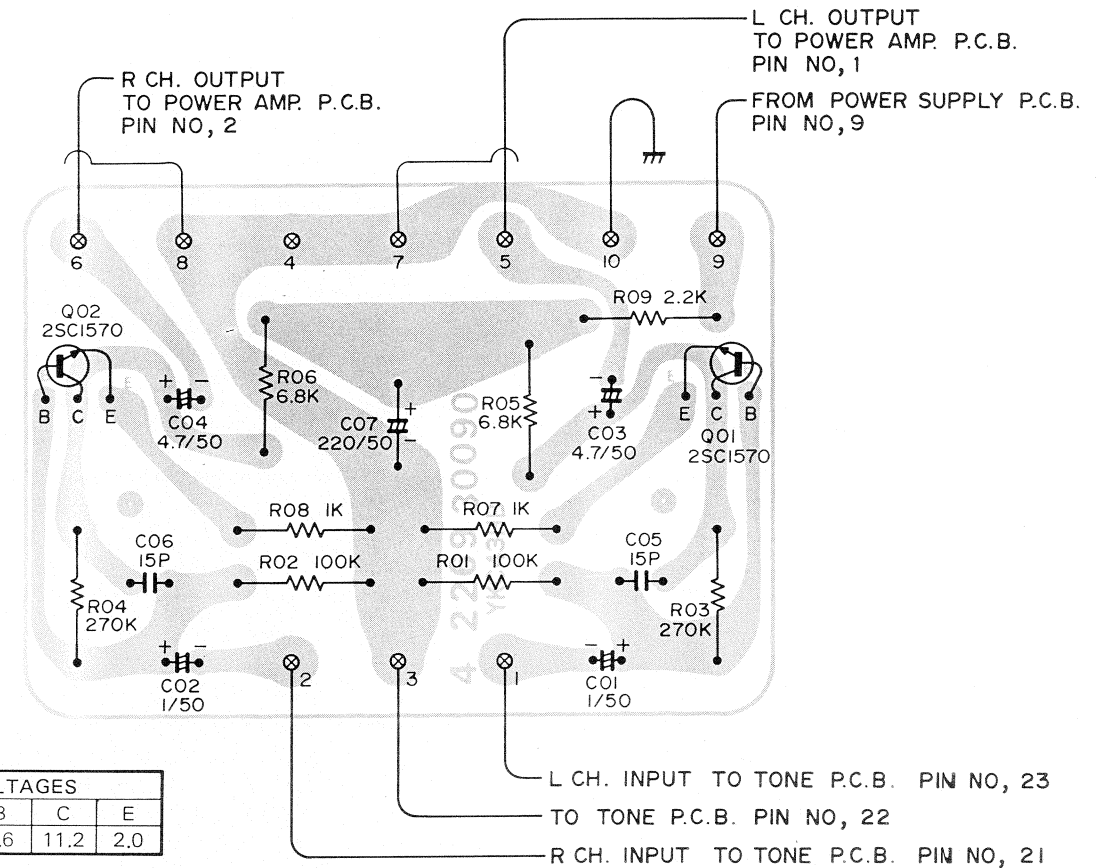 L CH. OUTPUT
TO POWER AMP. P.C.B.
PIN NO, 1
R CH. OUTPUT
TO POWER AMP. P.C.B.
PIN NO, 2
FROM POWER SUPPLY P.C.B.
PIN NO, 9
6 8 4 7 5 10 9
R09 2.2K
Q02
2SC1570
B C E
+ -
C04
4.7/50
R06
6.8K
C07
220/50
+
-
R05
6.8K
-
+
C03
4.7/50
E C B
Q01
2SC1570
E
E
4 2269 30090
R08 1K
R07 1K
C06
15P
R02 100K
R01 100K
C05
15P
R04
270K
R03
270K
+ -
C02
1/50
2 3 1
- +
C01
1/50
L CH. INPUT TO TONE P.C.B. PIN NO, 23
TO TONE P.C.B. PIN NO, 22
R CH. INPUT TO TONE P.C.B. PIN NO, 21
LTAGES
C E
.6 11.2 2.0